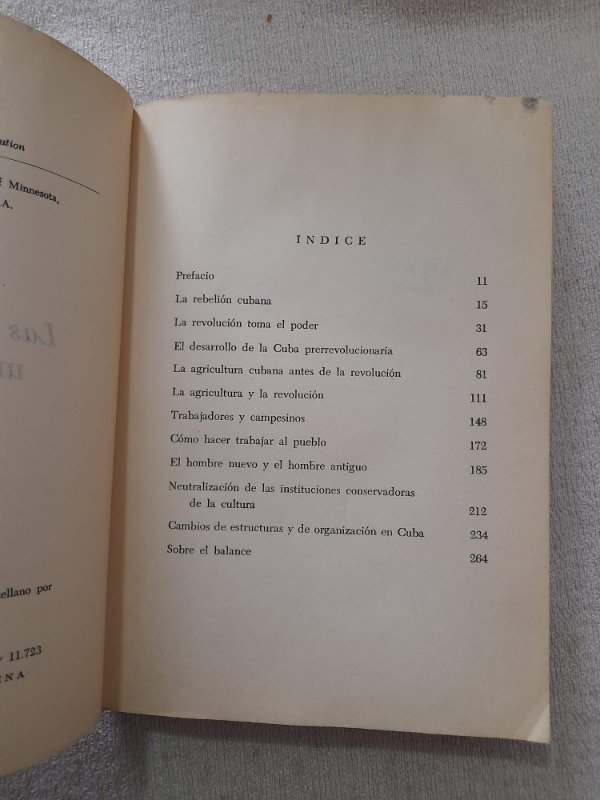 ution
f Minnesota,
.A.
ellano por
11.723
INA
ÍNDICE
Prefacio 11
La rebelión cubana 15
La revolución toma el poder 31
El desarrollo de la Cuba prerrevolucionaria 63
La agricultura cubana antes de la revolución 81
La agricultura y la revolución 111
Trabajadores y campesinos 148
Cómo hacer trabajar al pueblo 172
El hombre nuevo y el hombre antiguo 185
Neutralización de las instituciones conservadoras
de la cultura 212
Cambios de estructuras y de organización en Cuba 234
Sobre el balance 264